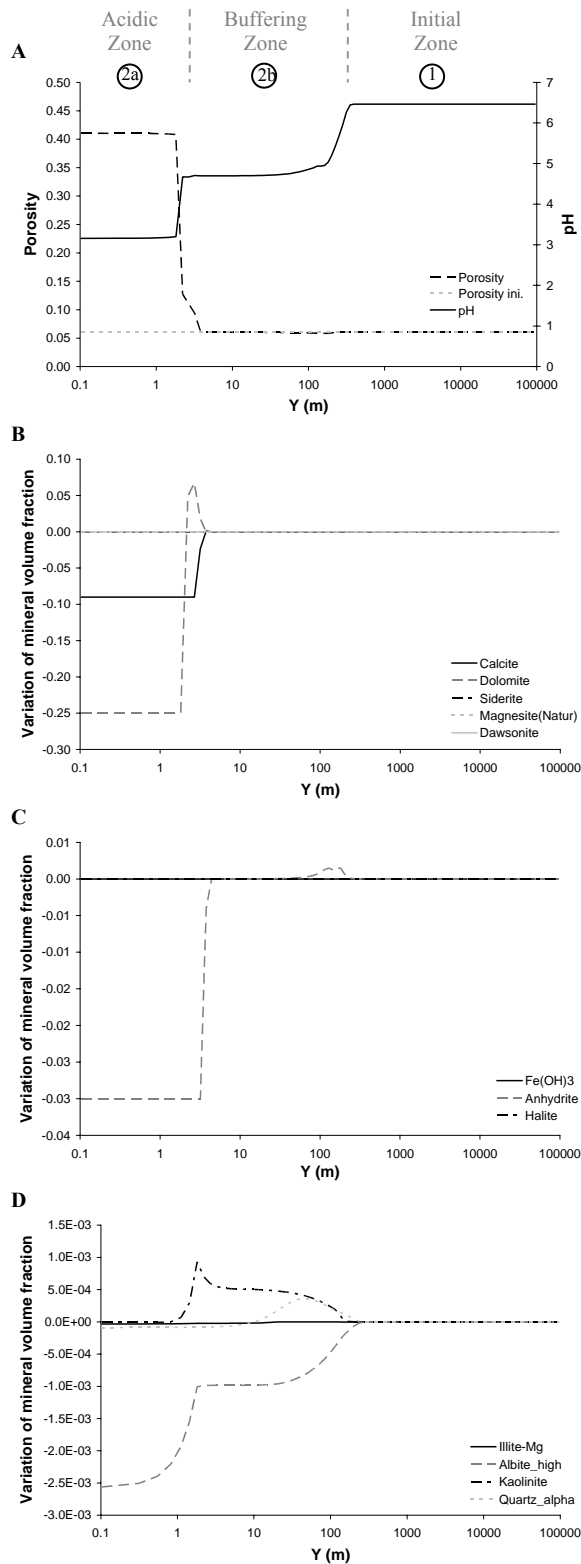 Acidic Zone
Buffering Zone
Initial Zone
A
2a
2b
1
0.50
0.45
0.40
0.35
0.30
0.25
0.20
0.15
0.10
0.05
0.00
Porosity
7
6
5
4
3
2
1
0
pH
Porosity
Porosity ini.
pH
0.1
1
10
100
1000
10000
100000
Y (m)
B
0.10
0.05
0.00
-0.05
-0.10
-0.15
-0.20
-0.25
-0.30
Variation of mineral volume fraction
Calcite
Dolomite
Siderite
Magnesite(Natur)
Dawsonite
0.1
1
10
100
1000
10000
100000
Y (m)
C
0.01
0.00
-0.01
-0.01
-0.02
-0.02
-0.03
-0.03
-0.04
Variation of mineral volume fraction
Fe(OH)3
Anhydrite
Halite
0.1
1
10
100
1000
10000
100000
Y (m)
D
1.5E-03
1.0E-03
5.0E-04
0.0E+00
-5.0E-04
-1.0E-03
-1.5E-03
-2.0E-03
-2.5E-03
-3.0E-03
Variation of mineral volume fraction
Illite-Mg
Albite_high
Kaolinite
Quartz_alpha
0.1
1
10
100
1000
10000
100000
Y (m)